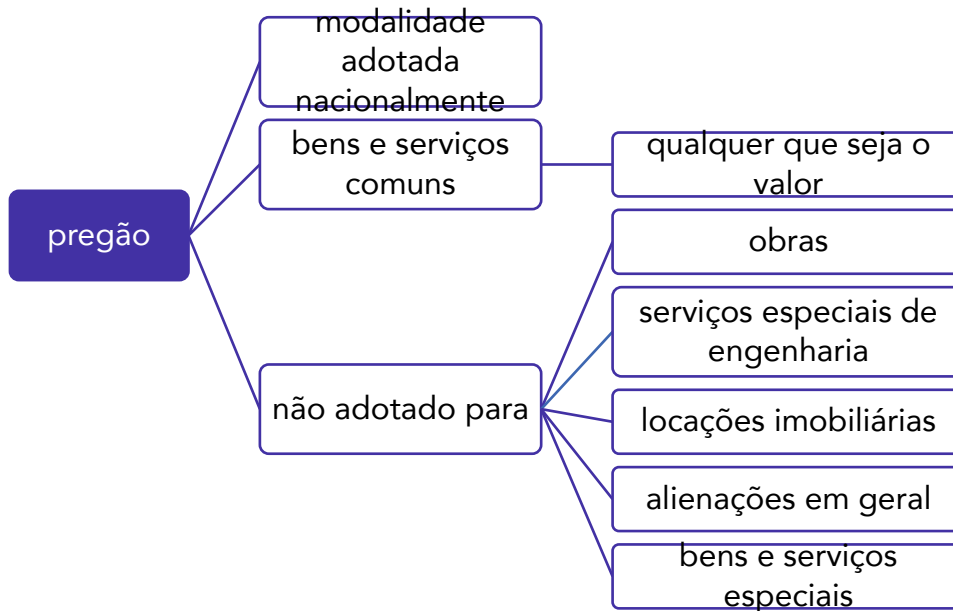 pregão
modalidade
adotada
nacionalmente
bens e serviços
comuns
qualquer que seja o
valor
não adotado para
obras
serviços especiais de
engenharia
locações imobiliárias
alienações em geral
bens e serviços
especiais